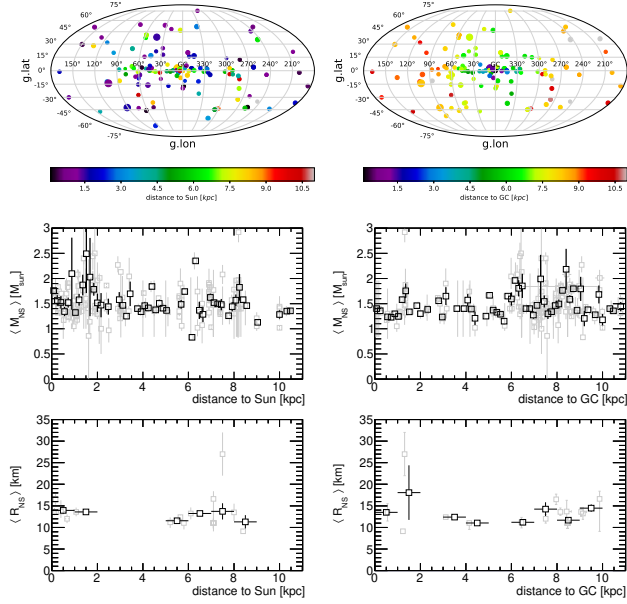 75°
60°
45°
30°
15°
0°
-15°
-30°
-45°
-60°
-75°
150° 120° 90° 60° 30° GC 330° 300° 270° 240° 210°
g.lat
g.lon
1.5 3.0 4.5 6.0 7.5 9.0 10.5
distance to Sun [kpc]
75°
60°
45°
30°
15°
0°
-15°
-30°
-45°
-60°
-75°
150° 120° 90° 60° 30° GC 330° 300° 270° 240° 210°
g.lat
g.lon
1.5 3.0 4.5 6.0 7.5 9.0 10.5
distance to GC [kpc]
⟨ M_NS ⟩ [M_sun]
3
2.5
2
1.5
1
0.5
0
0 2 4 6 8 10
distance to Sun [kpc]
⟨ M_NS ⟩ [M_sun]
3
2.5
2
1.5
1
0.5
0
0 2 4 6 8 10
distance to GC [kpc]
⟨ R_NS ⟩ [km]
35
30
25
20
15
10
5
0
0 2 4 6 8 10
distance to Sun [kpc]
⟨ R_NS ⟩ [km]
35
30
25
20
15
10
5
0
0 2 4 6 8 10
distance to GC [kpc]